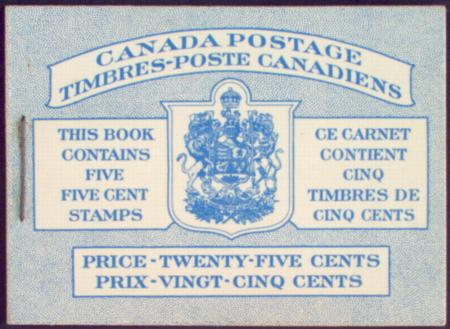 CANADA POSTAGE
TIMBRES-POSTE CANADIENS
THIS BOOK
CONTAINS
FIVE
FIVE CENT
STAMPS
CE CARNET
CONTIENT
CINQ
TIMBRES DE
CINQ CENTS
PRICE-TWENTY-FIVE CENTS
PRIX-VINGT-CINQ CENTS